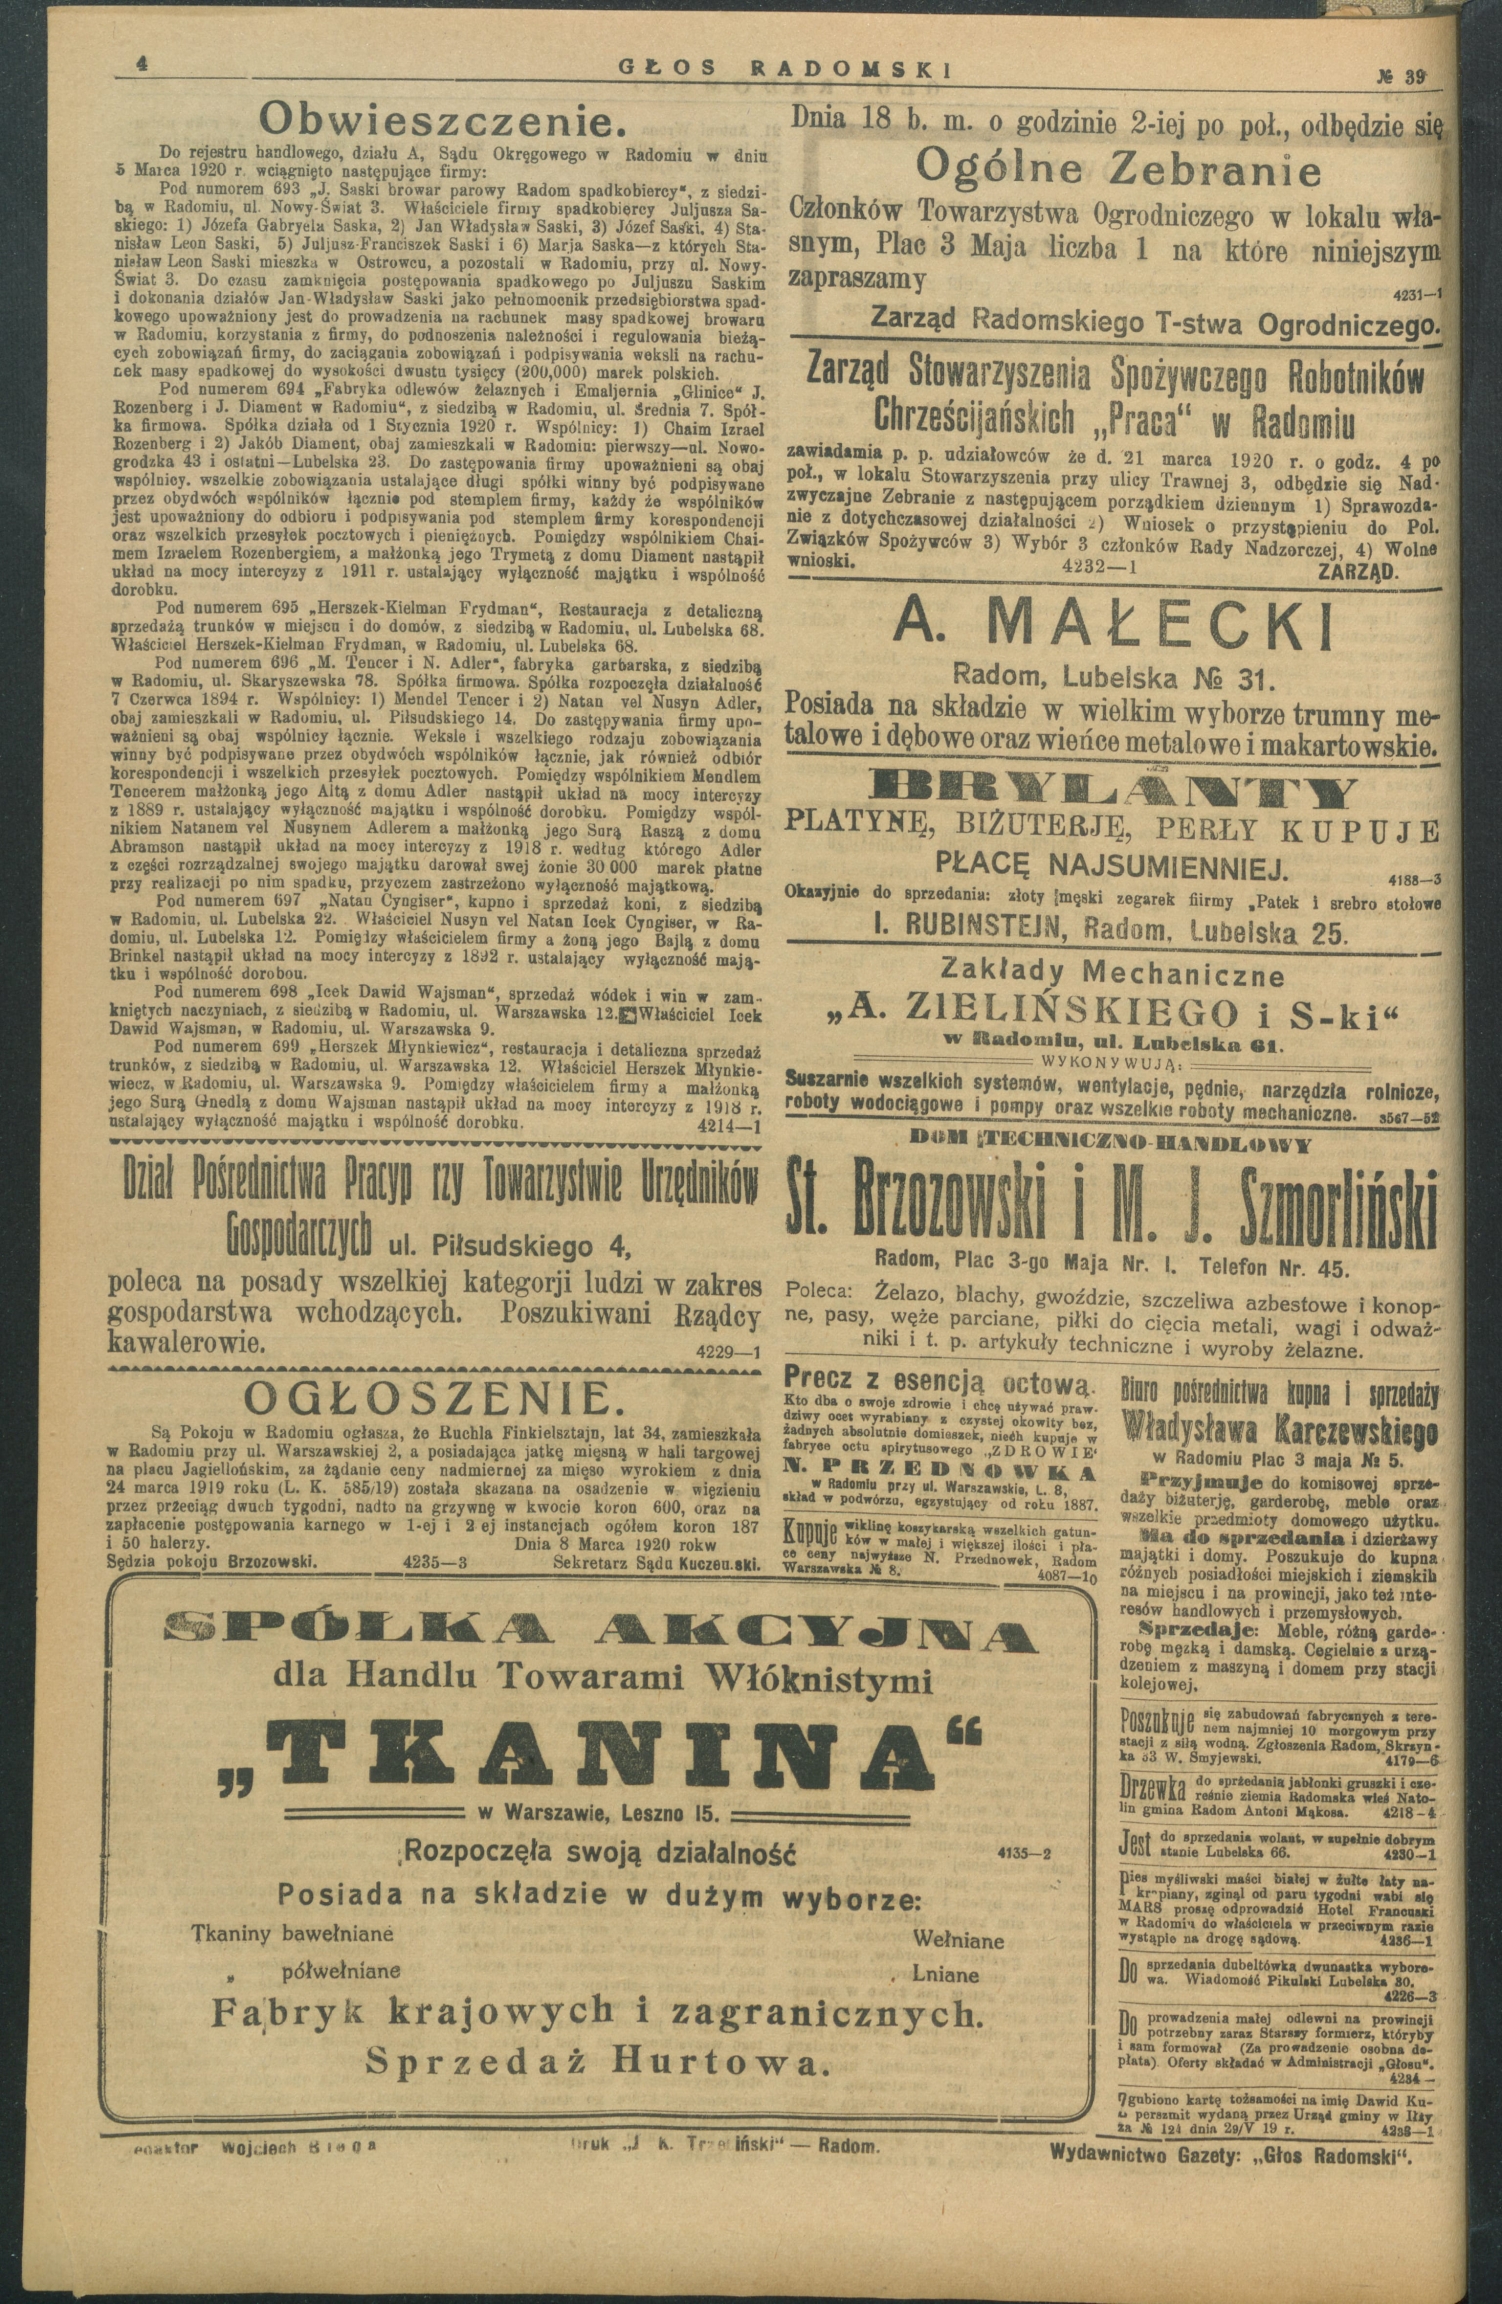 4
GŁOS RADOMSKI
№ 39
Obwieszczenie.
Do rejestru handlowego, działu A, Sądu Okręgowego w Radomiu w dniu
5 Marca 1920 r. wciągnięto następujące firmy:
Pod numorem 693 „J. Saski browar parowy Radom spadkobiercy", z siedzi-
bą w Radomiu, ul. Nowy-Świat 3. Właściciele firmy spadkobiercy Juljusza Sa-
skiego: 1) Józefa Gabryela Saska, 2) Jan Władysław Saski, 3) Józef Saski, 4) Sta-
nisław Leon Saski, 5) Juljusz-Franciszek Saski i 6) Marja Saska—z których Sta-
nisław Leon Saski mieszka w Ostrowcu, a pozostali w Radomiu, przy ul. Nowy-
Świat 3. Do czasu zamknięcia postępowania spadkowego po Juljuszu Saskim
i dokonania działów Jan-Władysław Saski jako pełnomocnik przedsiębiorstwa spad-
kowego upoważniony jest do prowadzenia na rachunek masy spadkowej browaru
w Radomiu, korzystania z firmy, do podnoszenia należności i regulowania bieżą-
cych zobowiązań firmy, do zaciągania zobowiązań i podpisywania weksli na rachu-
nek masy spadkowej do wysokości dwustu tysięcy (200,000) marek polskich.
Pod numerem 694 „Fabryka odlewów żelaznych i Emaljernia „Glinice" J.
Rozenberg i J. Diament w Radomiu", z siedzibą w Radomiu, ul. Średnia 7. Spół-
ka firmowa. Spółka działa od 1 Stycznia 1920 r. Wspólnicy: 1) Chaim Izrael
Rozenberg i 2) Jakób Diament, obaj zamieszkali w Radomiu: pierwszy—ul. Nowo-
grodzka 43 i ostatni—Lubelska 23. Do zastępowania firmy upoważnieni są obaj
wspólnicy. wszelkie zobowiązania ustalające długi spółki winny być podpisywane
przez obydwóch wspólników łącznie pod stemplem firmy, każdy że wspólników
jest upoważniony do odbioru i podpisywania pod stemplem firmy korespondencji
oraz wszelkich przesyłek pocztowych i pieniężnych. Pomiędzy wspólnikiem Chai-
mem Izraelem Rozenbergiem, a małżonką jego Trymetą z domu Diament nastąpił
układ na mocy intercyzy z 1911 r. ustalający wyłączność majątku i wspólność
dorobku.
Pod numerem 695 „Herszek-Kielman Frydman", Restauracja z detaliczną
sprzedażą trunków w miejscu i do domów, z siedzibą w Radomiu, ul. Lubelska 68.
Właściciel Herszek-Kielman Frydman, w Radomiu, ul. Lubelska 68.
Pod numerem 696 „M. Tencer i N. Adler", fabryka garbarska, z siedzibą
w Radomiu, ul. Skaryszewska 78. Spółka firmowa. Spółka rozpoczęła działalność
7 Czerwca 1894 r. Wspólnicy: 1) Mendel Tencer i 2) Natan vel Nusyn Adler,
obaj zamieszkali w Radomiu, ul. Piłsudskiego 14. Do zastępywania firmy upo-
ważnieni są obaj wspólnicy łącznie. Weksle i wszelkiego rodzaju zobowiązania
winny być podpisywane przez obydwóch wspólników łącznie, jak również odbiór
korespondencji i wszelkich przesyłek pocztowych. Pomiędzy wspólnikiem Mendlem
Tencerem małżonką jego Altą z domu Adler nastąpił układ na mocy intercyzy
z 1889 r. ustalający wyłączność majątku i wspólność dorobku. Pomiędzy wspól-
nikiem Natanem vel Nusynem Adlerem a małżonką jego Surą Raszą z domu
Abramson nastąpił układ na mocy intercyzy z 1918 r. według którego Adler
z części rozrządzalnej swojego majątku darował swej żonie 30 000 marek płatne
przy realizacji po nim spadku, przyczem zastrzeżono wyłączność majątkową.
Pod numerem 697 „Natan Cyngiser", kupno i sprzedaż koni, z siedzibą
w Radomiu, ul. Lubelska 22. Właściciel Nusyn vel Natan Icek Cyngiser, w Ra-
domiu, ul. Lubelska 12. Pomiędzy właścicielem firmy a żoną jego Bajlą z domu
Brinkel nastąpił układ na mocy intercyzy z 1892 r. ustalający wyłączność mają-
tku i wspólność dorobou.
Pod numerem 698 „Icek Dawid Wajsman", sprzedaż wódek i win w zam-
kniętych naczyniach, z siedzibą w Radomiu, ul. Warszawska 12. Właściciel Icek
Dawid Wajsman, w Radomiu, ul. Warszawska 9.
Pod numerem 699 „Herszek Młynkiewicz", restauracja i detaliczna sprzedaż
trunków, z siedzibą w Radomiu, ul. Warszawska 12. Właściciel Herszek Młynkie-
wiecz, w Radomiu, ul. Warszawska 9. Pomiędzy właścicielem firmy a małżonką
jego Surą Gnedlą z domu Wajsman nastąpił układ na mocy intercyzy z 1918 r.
ustalający wyłączność majątku i wspólność dorobku. 4214—1
Dział Pośrednictwa Pracyp rzy Towarzystwie Urzędników
Gospodarczych ul. Piłsudskiego 4,
poleca na posady wszelkiej kategorji ludzi w zakres
gospodarstwa wchodzących. Poszukiwani Rządcy
kawalerowie. 4229—1
OGŁOSZENIE.
Są Pokoju w Radomiu ogłasza, że Ruchla Finkielsztajn, lat 34, zamieszkała
w Radomiu przy ul. Warszawskiej 2, a posiadająca jatkę mięsną w hali targowej
na placu Jagiellońskim, za żądanie ceny nadmiernej za mięso wyrokiem z dnia
24 marca 1919 roku (L. K. 585/19) została skazana na osadzenie w więzieniu
przez przeciąg dwuch tygodni, nadto na grzywnę w kwocie koron 600, oraz na
zapłacenie postępowania karnego w 1-ej i 2 ej instancjach ogółem koron 187
i 50 halerzy. Dnia 8 Marca 1920 rokw
Sędzia pokoju Brzozowski. 4235—3 Sekretarz Sądu
SPÓŁKA AKCYJNA
dla Handlu Towarami Włóknistymi
„TKANINA"
w Warszawie, Leszno 15.
Rozpoczęła swoją działalność 4135—2
Posiada na składzie w dużym wyborze:
Tkaniny bawełniane Wełniane
„ półwełniane Lniane
Fabryk krajowych i zagranicznych.
Sprzedaż Hurtowa.
Dnia 18 b. m. o godzinie 2-iej po poł., odbędzie się
Ogólne Zebranie
Członków Towarzystwa Ogrodniczego w lokalu wła-
snym, Plac 3 Maja liczba 1 na które niniejszym
zapraszamy 4231—1
Zarząd Radomskiego T-stwa Ogrodniczego.
Zarząd Stowarzyszenia Spożywczego Robotników
Chrześcijańskich „Praca" w Radomiu
zawiadamia p. p. udziałowców że d. 21 marca 1920 r. o godz. 4 po
poł., w lokalu Stowarzyszenia przy ulicy Trawnej 3, odbędzie się Nad-
zwyczajne Zebranie z następującem porządkiem dziennym 1) Sprawozda-
nie z dotychczasowej działalności 2) Wniosek o przystąpieniu do Pol.
Związków Spożywców 3) Wybór 3 członków Rady Nadzorczej, 4) Wolne
wnioski. 4232—1 ZARZĄD.
A. MAŁECKI
Radom, Lubelska № 31.
Posiada na składzie w wielkim wyborze trumny me-
talowe i dębowe oraz wieńce metalowe i makartowskie.
BRYLANTY
PLATYNĘ, BIŻUTERJĘ, PERŁY KUPUJE
PŁACĘ NAJSUMIENNIEJ. 4188—3
Okazyjnie do sprzedania: złoty męski zegarek fiirmy „Patek i srebro stołowe
I. RUBINSTEJN, Radom, Lubelska 25.
Zakłady Mechaniczne
„A. ZIELIŃSKIEGO i S-ki"
w Radomiu, ul. Lubelska 61.
WYKONYWUJĄ:
Suszarnie wszelkich systemów, wentylacje, pędnie, narzędzia rolnicze,
roboty wodociągowe i pompy oraz wszelkie roboty mechaniczne. 3567—52
DOM TECHNICZNO-HANDLOWY
St. Brzozowski i M. J. Szmorliński
Radom, Plac 3-go Maja Nr. I. Telefon Nr. 45.
Poleca: Żelazo, blachy, gwoździe, szczeliwa azbestowe i konop-
ne, pasy, węże parciane, piłki do cięcia metali, wagi i odważ-
niki i t. p. artykuły techniczne i wyroby żelazne.
Precz z esencją octową.
Kto dba o swoje zdrowie i chcę używać praw-
dziwy ocet wyrabiany z czystej okowity bez,
żadnych absolutnie domieszek, niech kupuje w
fabryce octu spirytusowego „ZDROWIE"
N. PRZEDNOWKA
w Radomiu przy ul. Warszawskie, L. 8,
skład w podwórzu, egzystujący od roku 1887.
Kupuje wiklinę koszykarską wszelkich gatun-
ków w małej i większej ilości i pła-
ce ceny najwyższe N. Przednowek, Radom
Warszawska № 8. 4087—10
Biuro pośrednictwa kupna i sprzedaży
Władysława Karczewskiego
w Radomiu Plac 3 maja № 5.
Przyjmuje do komisowej sprze-
daży biżuterję, garderobę, meble oraz
wszelkie przedmioty domowego użytku.
Ma do sprzedania i dzierżawy
majątki i domy. Poszukuje do kupna
różnych posiadłości miejskich i ziemskih
na miejscu i na prowincji, jako też inte-
resów handlowych i przemysłowych.
Sprzedaje: Meble, różną garde-
robę męzką i damską. Cegielnie z urzą-
dzeniem z maszyną i domem przy stacji
kolejowej.
Poszukuje się zabudowań fabrycznych z tere-
nem najmniej 10 morgowym przy
stacji z siłą wodną. Zgłoszenia Radom, Skrzyn-
ka 53 W. Smyjewski. 4179—6
Drzewka do sprżedania jabłonki gruszki i cze-
reśnie ziemia Radomska wieś Nato-
lin gmina Radom Antoni Mąkosa. 4218—4
Jest do sprzedania wolant, w zupełnie dobrym
stanie Lubelska 66. 4230—1
Pies myśliwski maści białej w żułte łaty na-
krapiany, zginął od paru tygodni wabi się
MARS proszę odprowadzić Hotel Francuski
w Radomiu do właściciela w przeciwnym razie
wystąpie na drogę sądową. 4236—1
Do sprzedania dubeltówka dwunastka wyboro-
wa. Wiadomość Pikulski Lubelska 30.
4226—3
Do prowadzenia małej odlewni na prowincji
potrzebny zaraz Starszy formierz, któryby
i sam formował (Za prowadzenie osobna do-
płata) Oferty składać w Administracji „Głosu".
4234—
Zgubiono kartę tożsamości na imię Dawid Ku-
perszmit wydaną przez Urząd gminy w Iłży
za № 124 dnia 29/V 19 r. 4238—1
Wojciech
Druk „J. K. Trzebiński" — Radom.
Wydawnictwo Gazety: „Głos Radomski".